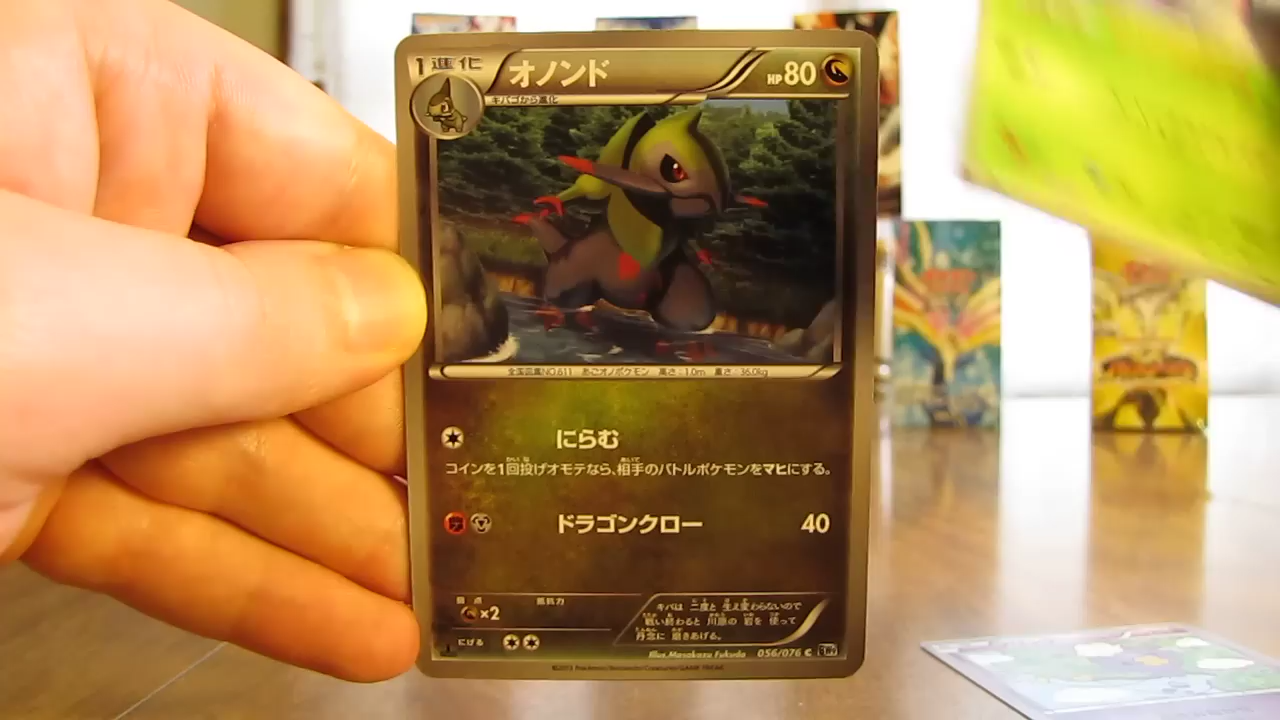 1進化 オノンド HP80
キバゴから進化
全国図鑑NO.611 あごオノポケモン 高さ:1.0m 重さ:36.0kg
にらむ
コインを1回投げオモテなら、相手のバトルポケモンをマヒにする。
ドラゴンクロー 40
弱点 抵抗力
×2
キバは 二度と 生え変わらないので
戦い終わると 川原の 岩を 使って
丹念に 磨きあげる。
にげる
Illus. Masakazu Fukuda 056/076 C